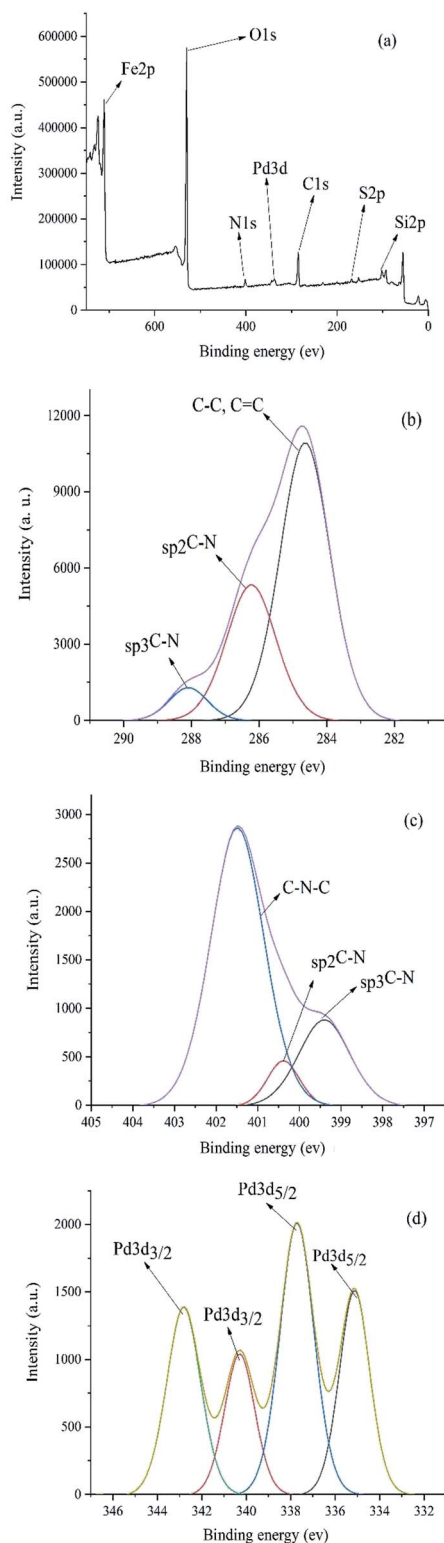 (a)
O1s
Fe2p
Pd3d
C1s
N1s
S2p
Si2p
600000
500000
400000
300000
200000
100000
0
Intensity (a.u.)
600 400 200 0
Binding energy (ev)
(b)
C-C, C=C
sp2C-N
sp3C-N
12000
9000
6000
3000
0
Intensity (a. u.)
290 288 286 284 282
Binding energy (ev)
(c)
C-N-C
sp2C-N
sp3C-N
3000
2500
2000
1500
1000
500
0
Intensity (a.u.)
405 404 403 402 401 400 399 398 397
Binding energy (ev)
(d)
Pd3d5/2
Pd3d3/2
Pd3d5/2
Pd3d3/2
2000
1500
1000
500
0
Intensity (a.u.)
346 344 342 340 338 336 334 332
Binding energy (ev)